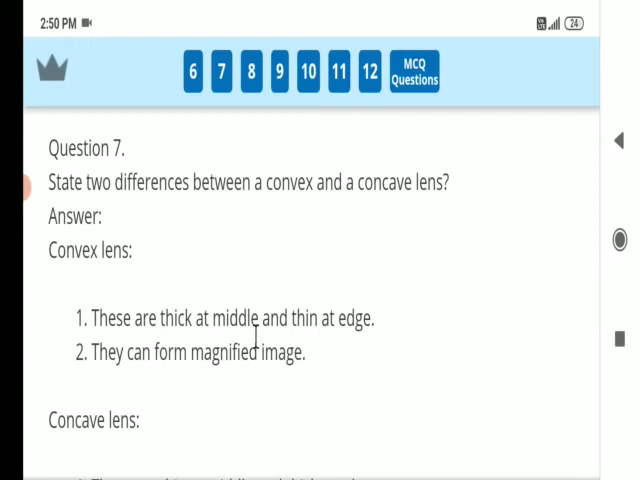 2:50 PM
24
6 7 8 9 10 11 12 MCQ
Questions
Question 7.
State two differences between a convex and a concave lens?
Answer:
Convex lens:
1. These are thick at middle and thin at edge.
2. They can form magnified image.
Concave lens: